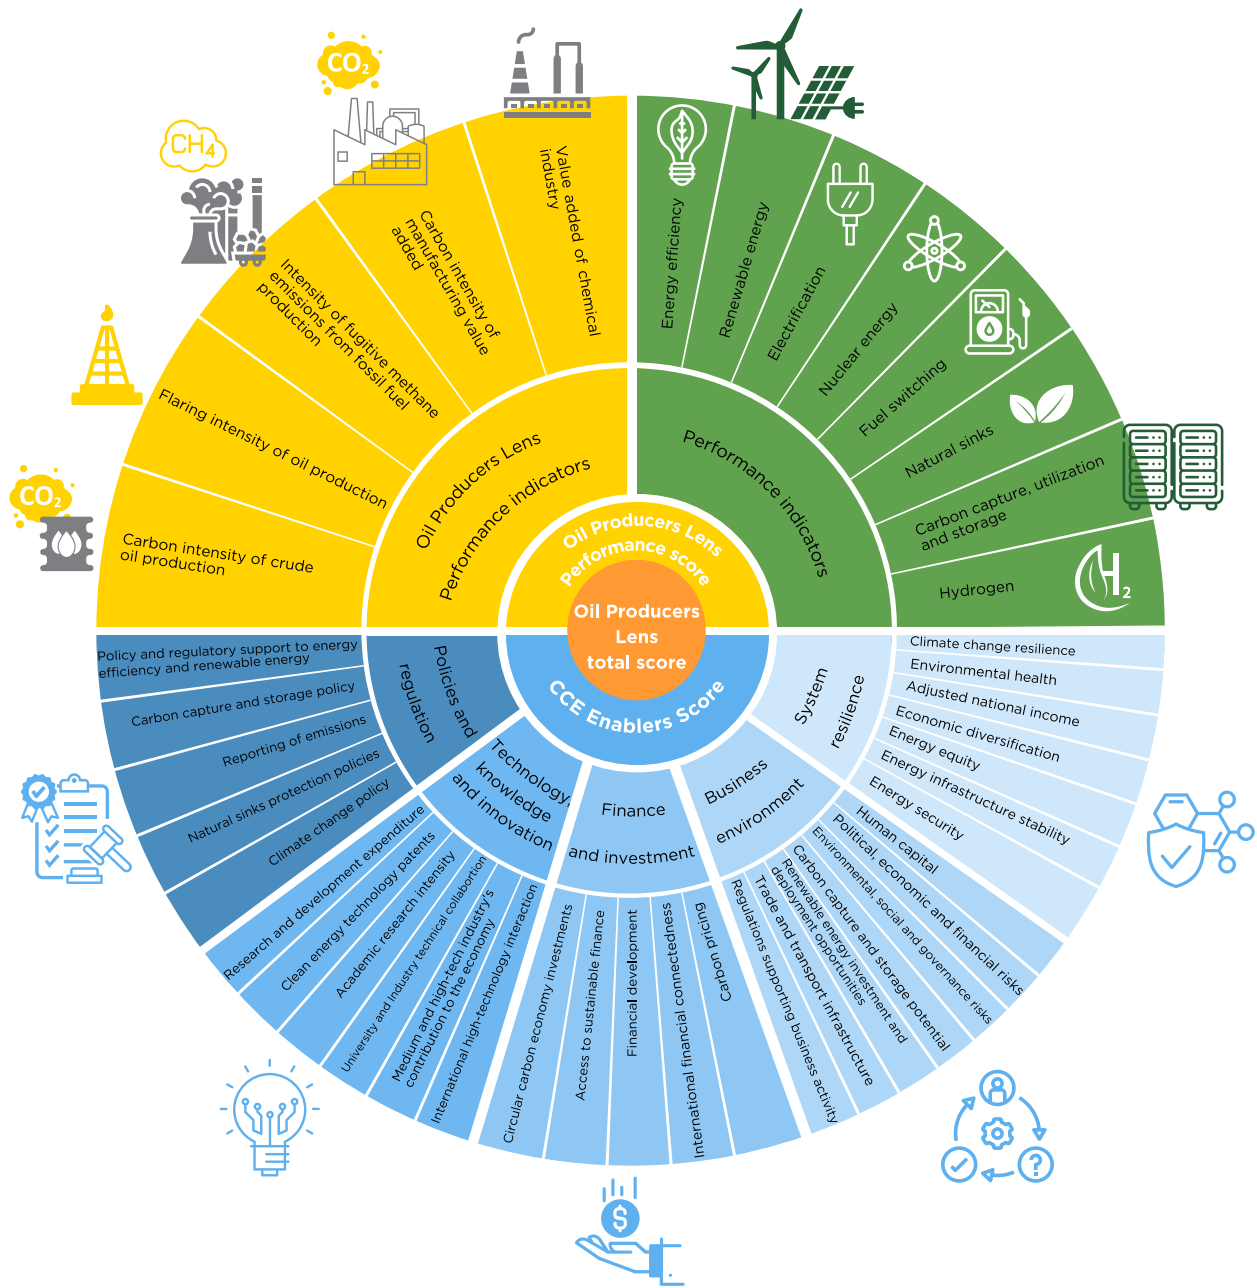 CO₂
CH₄
CO₂
Value added of chemical
industry
Carbon intensity of
manufacturing value
added
Intensity of fugitive methane
emissions from fossil fuel
production
Flaring intensity of oil production
Carbon intensity of crude
oil production
Energy efficiency
Renewable energy
Electrification
Nuclear energy
Fuel switching
Natural sinks
Carbon capture, utilization
and storage
Hydrogen
H₂
Oil Producers Lens
Performance indicators
Performance indicators
Oil Producers Lens
Performance score
Oil Producers
Lens
total score
CCE Enablers Score
Policies and
regulation
Technology,
knowledge
and innovation
Finance
and investment
Business
environment
System
resilience
Policy and regulatory support to energy
efficiency and renewable energy
Carbon capture and storage policy
Reporting of emissions
Natural sinks protection policies
Climate change policy
Research and development expenditure
Clean energy technology patents
Academic research intensity
University and Industry technical collabortion
Medium and high-tech industry's
contribution to the economy
International high-technology interaction
Circular carbon economy investments
Access to sustainable finance
Financial development
International financial connectedness
Carbon pricing
Regulations supporting business activity
Trade and transport infrastructure
Renewable energy investment and
deployment opportunities
Carbon capture and storage potential
Environmental, social and governance risks
Political, economic and financial risks
Human capital
Energy security
Energy infrastructure stability
Energy equity
Economic diversification
Adjusted national income
Environmental health
Climate change resilience
$
?